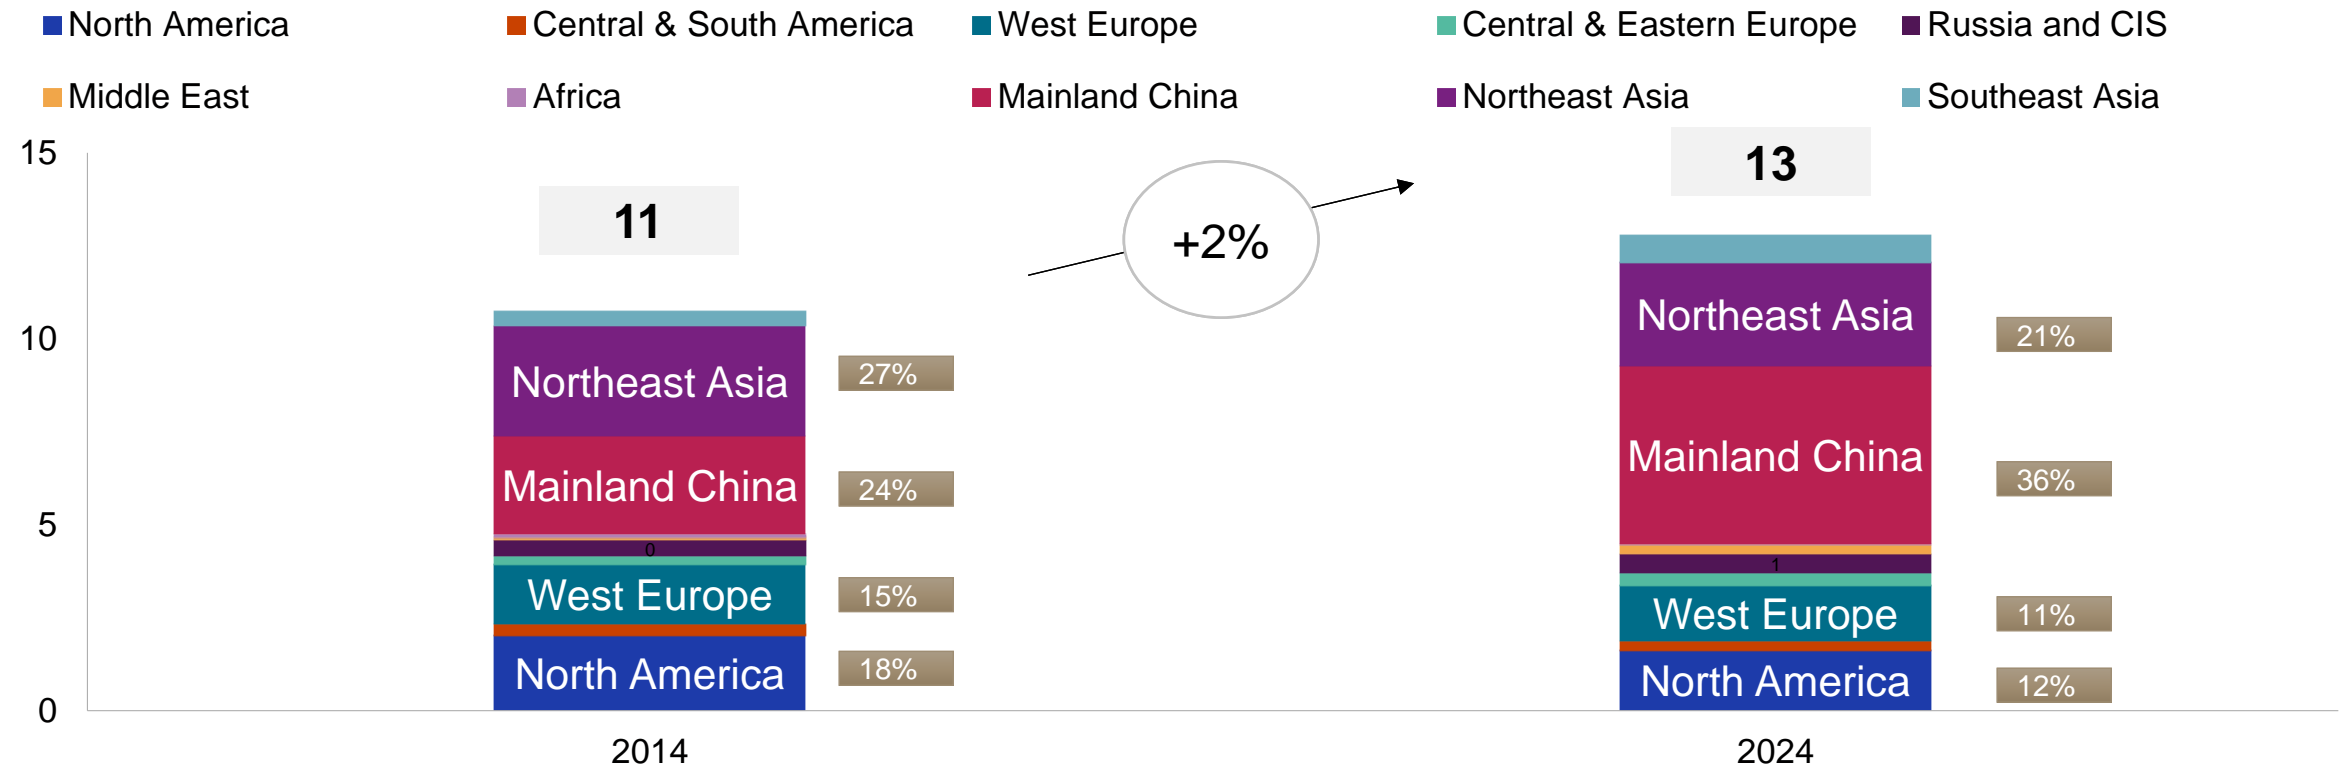 North America
Central & South America
West Europe
Central & Eastern Europe
Russia and CIS
Middle East
Africa
Mainland China
Northeast Asia
Southeast Asia
15
10
5
0
11
+2%
13
Northeast Asia
27%
Mainland China
24%
0
West Europe
15%
North America
18%
Northeast Asia
21%
Mainland China
36%
1
West Europe
11%
North America
12%
2014
2024